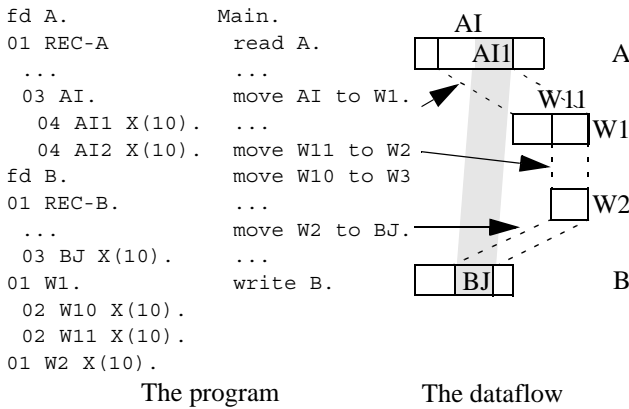 fd A.
01 REC-A
...
03 AI.
04 AI1 X(10).
04 AI2 X(10).
fd B.
01 REC-B.
...
03 BJ X(10).
01 W1.
02 W10 X(10).
02 W11 X(10).
01 W2 X(10).
Main.
read A.
...
move AI to W1.
...
move W11 to W2
move W10 to W3
...
move W2 to BJ.
...
write B.
AI
AI1
A
W11
W1
W2
BJ
B
The program
The dataflow